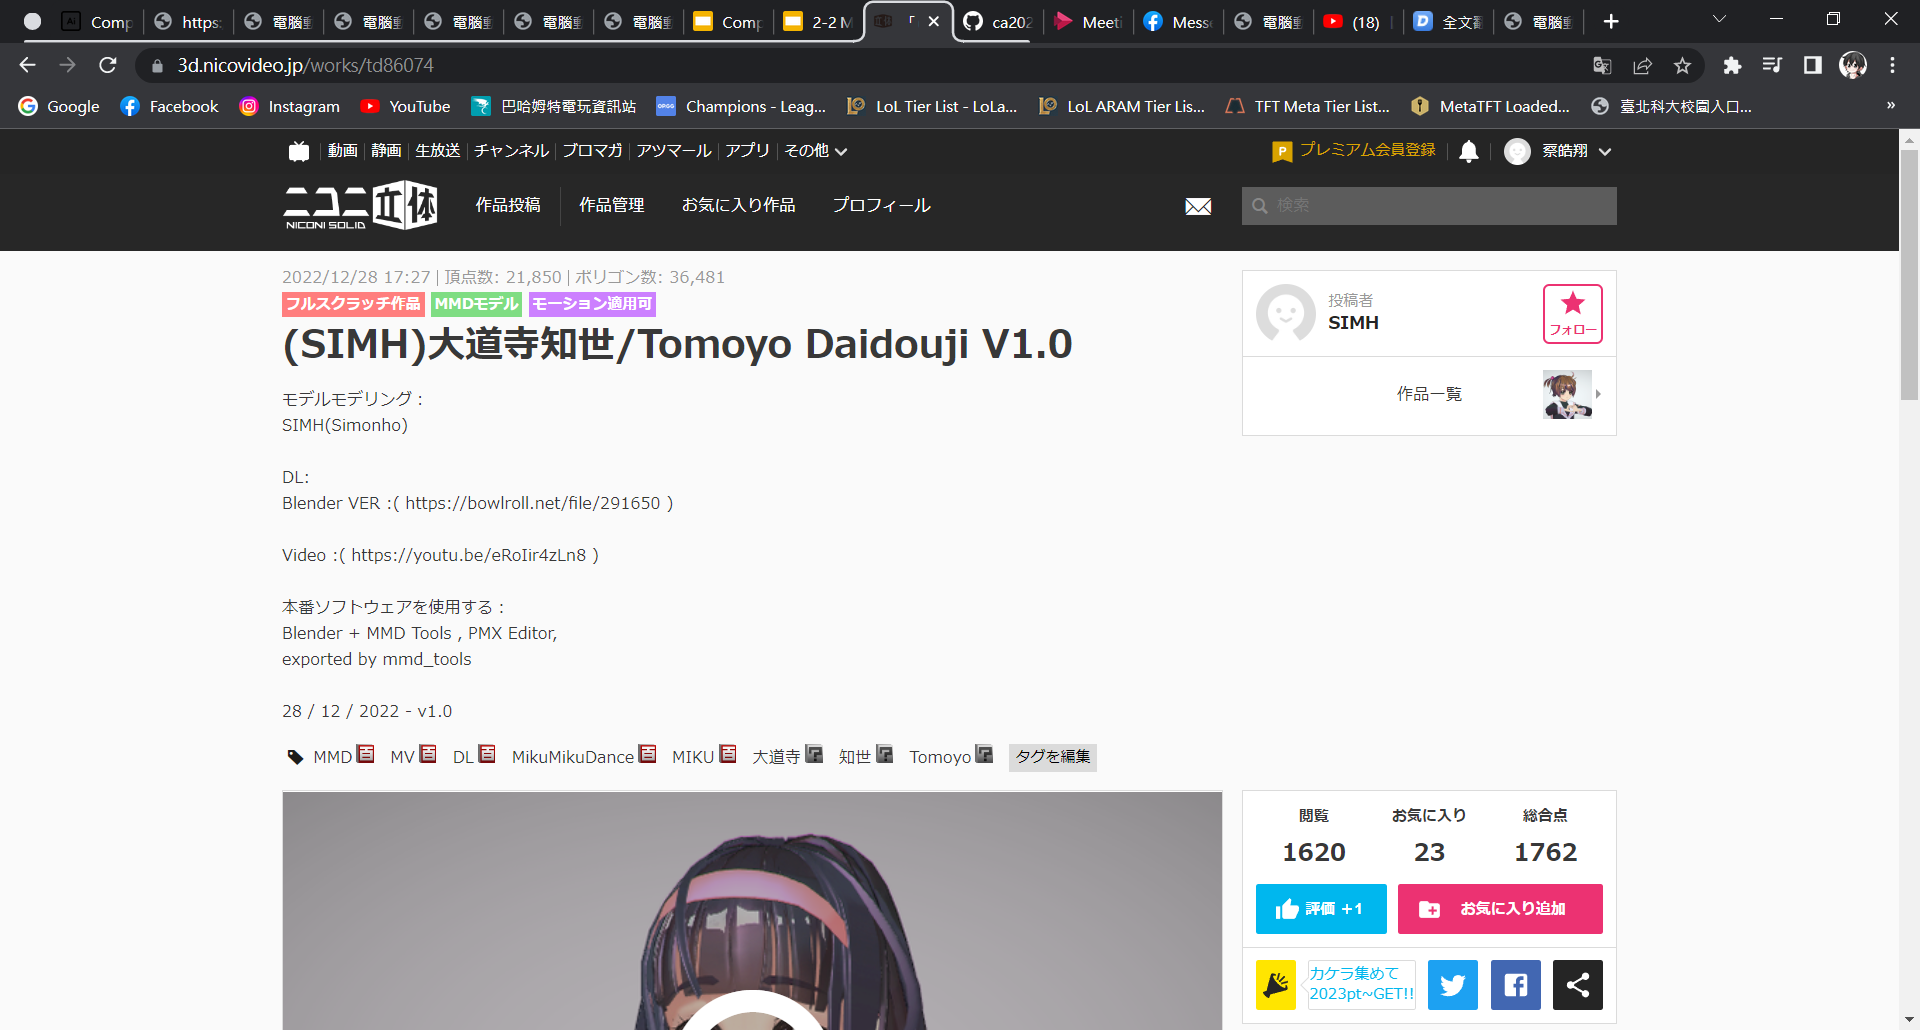 Comp
https:
電腦動
電腦動
電腦動
電腦動
電腦動
Comp
2-2 M
「
ca202
Meeti
Messe
電腦動
(18)
全文翻
電腦動
3d.nicovideo.jp/works/td86074
Google
Facebook
Instagram
YouTube
巴哈姆特電玩資訊站
OPGG
Champions - Leag...
LoL Tier List - LoLa...
LoL ARAM Tier Lis...
TFT Meta Tier List...
MetaTFT Loaded...
臺北科大校園入口...
»
動画
静画
生放送
チャンネル
ブロマガ
アツマール
アプリ
その他
プレミアム会員登録
蔡皓翔
ニコニ立体
NICONI SOLID
作品投稿
作品管理
お気に入り作品
プロフィール
検索
2022/12/28 17:27 | 頂点数: 21,850 | ポリゴン数: 36,481
フルスクラッチ作品 MMDモデル モーション適用可
(SIMH)大道寺知世/Tomoyo Daidouji V1.0
投稿者
SIMH
フォロー
作品一覧
モデルモデリング :
SIMH(Simonho)
DL:
Blender VER :( https://bowlroll.net/file/291650 )
Video :( https://youtu.be/eRoIir4zLn8 )
本番ソフトウェアを使用する :
Blender + MMD Tools , PMX Editor,
exported by mmd_tools
28 / 12 / 2022 - v1.0
MMD
MV
DL
MikuMikuDance
MIKU
大道寺
知世
Tomoyo
タグを編集
閲覧
お気に入り
総合点
1620
23
1762
評価 +1
お気に入り追加
カケラ集めて
2023pt~GET!!